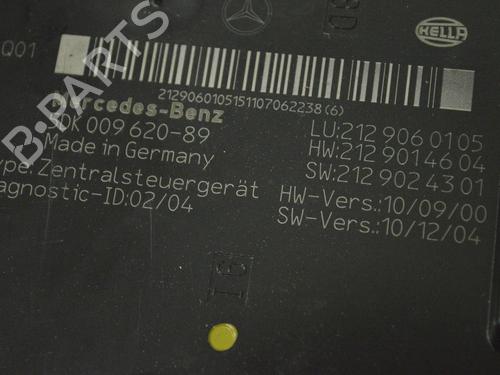 Q01
HELLA
2129060105151107062238(6)
Mercedes-Benz
5DK 009 620-89
Made in Germany
ype: Zentralsteuergerät
iagnostic-ID:02/04
LU:212 906 01 05
HW:212 901 46 04
SW:212 902 43 01
HW-Vers.: 10/09/00
SW-Vers.: 10/12/04
B-PARTS